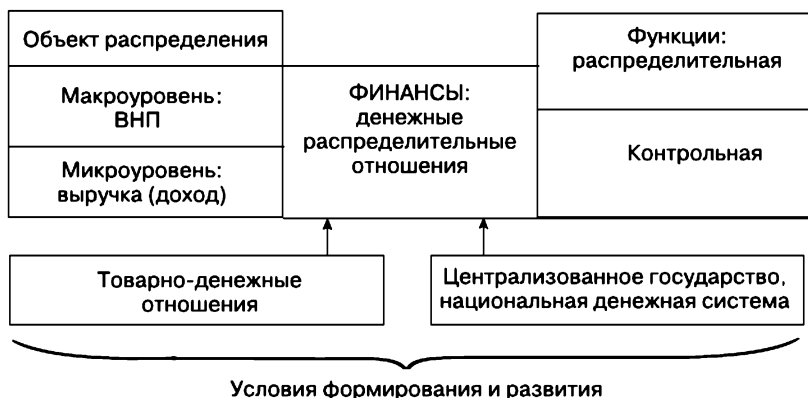 Объект распределения
Макроуровень:
ВНП
Микроуровень:
выручка (доход)
ФИНАНСЫ:
денежные
распределительные
отношения
Функции:
распределительная
Контрольная
Товарно-денежные
отношения
Централизованное государство,
национальная денежная система
Условия формирования и развития